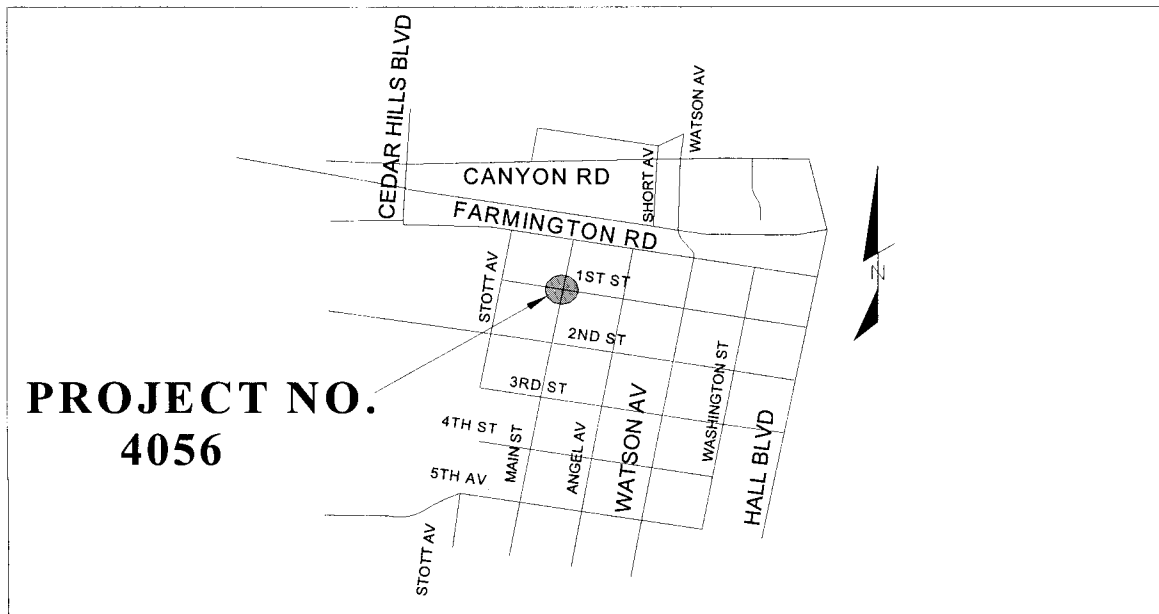 CEDAR HILLS BLVD
WATSON AV
CANYON RD
SHORT AV
FARMINGTON RD
STOTT AV
1ST ST
N
2ND ST
PROJECT NO.
4056
3RD ST
4TH ST
5TH AV
MAIN ST
ANGEL AV
WATSON AV
WASHINGTON ST
HALL BLVD
STOTT AV